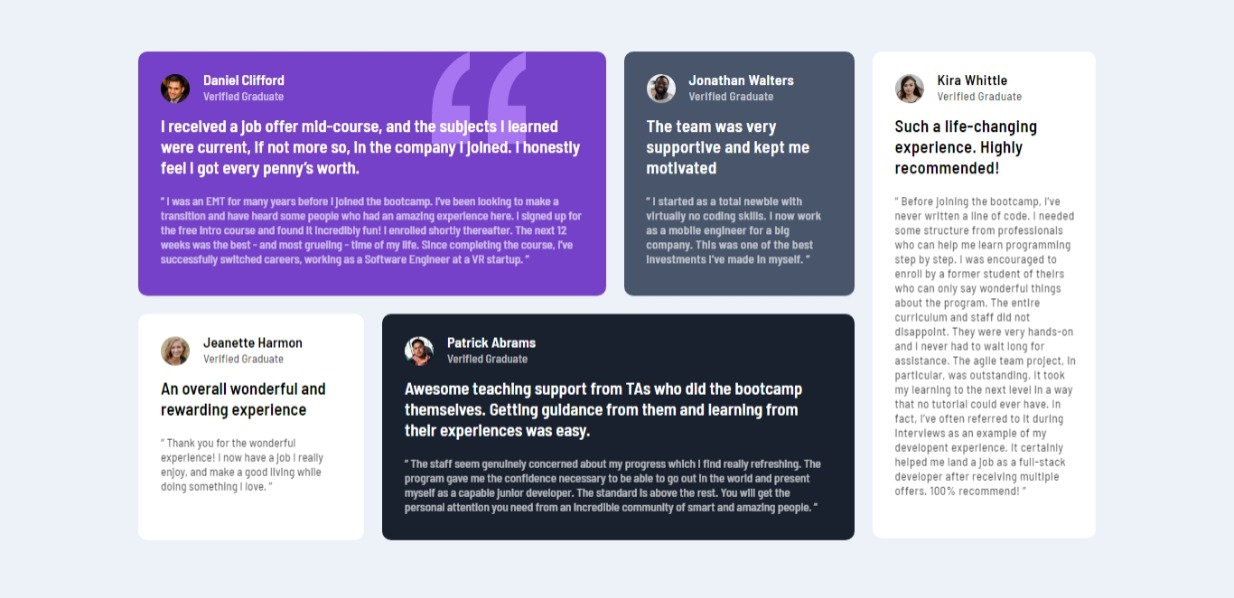 Daniel Clifford
Verified Graduate
I received a job offer mid-course, and the subjects I learned
were current, if not more so, in the company I joined. I honestly
feel I got every penny’s worth.
“ I was an EMT for many years before I joined the bootcamp. I’ve been looking to make a
transition and have heard some people who had an amazing experience here. I signed up for
the free intro course and found it incredibly fun! I enrolled shortly thereafter. The next 12
weeks was the best - and most grueling - time of my life. Since completing the course, I’ve
successfully switched careers, working as a Software Engineer at a VR startup. ”
Jonathan Walters
Verified Graduate
The team was very
supportive and kept me
motivated
“ I started as a total newbie with
virtually no coding skills. I now work
as a mobile engineer for a big
company. This was one of the best
investments I’ve made in myself. ”
Kira Whittle
Verified Graduate
Such a life-changing
experience. Highly
recommended!
“ Before joining the bootcamp, I’ve
never written a line of code. I needed
some structure from professionals
who can help me learn programming
step by step. I was encouraged to
enroll by a former student of theirs
who can only say wonderful things
about the program. The entire
curriculum and staff did not
disappoint. They were very hands-on
and I never had to wait long for
assistance. The agile team project, in
particular, was outstanding. It took
my learning to the next level in a way
that no tutorial could ever have. In
fact, I’ve often referred to it during
interviews as an example of my
developent experience. It certainly
helped me land a job as a full-stack
developer after receiving multiple
offers. 100% recommend! ”
Jeanette Harmon
Verified Graduate
An overall wonderful and
rewarding experience
“ Thank you for the wonderful
experience! I now have a job I really
enjoy, and make a good living while
doing something I love. ”
Patrick Abrams
Verified Graduate
Awesome teaching support from TAs who did the bootcamp
themselves. Getting guidance from them and learning from
their experiences was easy.
“ The staff seem genuinely concerned about my progress which I find really refreshing. The
program gave me the confidence necessary to be able to go out in the world and present
myself as a capable junior developer. The standard is above the rest. You will get the
personal attention you need from an incredible community of smart and amazing people. ”